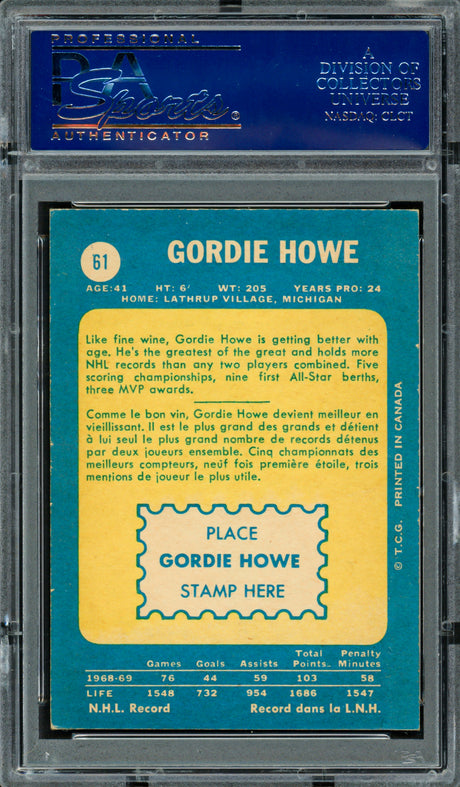 PROFESSIONAL
PSA
Sports
AUTHENTICATOR
A
DIVISION OF
COLLECTORS
UNIVERSE
NASDAQ: CLCT
61
GORDIE HOWE
AGE:41 HT: 6' WT: 205 YEARS PRO: 24
HOME: LATHRUP VILLAGE, MICHIGAN
Like fine wine, Gordie Howe is getting better with
age. He's the greatest of the great and holds more
NHL records than any two players combined. Five
scoring championships, nine first All-Star berths,
three MVP awards.
Comme le bon vin, Gordie Howe devient meilleur en
vieillissant. Il est le plus grand des grands et détient
à lui seul le plus grand nombre de records détenus
par deux joueurs ensemble. Cinq championnats des
meilleurs compteurs, neuf fois première étoile, trois
mentions de joueur le plus utile.
PLACE
GORDIE HOWE
STAMP HERE
© T.C.G. PRINTED IN CANADA
Total Penalty
Games Goals Assists Points Minutes
1968-69 76 44 59 103 58
LIFE 1548 732 954 1686 1547
N.H.L. Record Record dans la L.N.H.